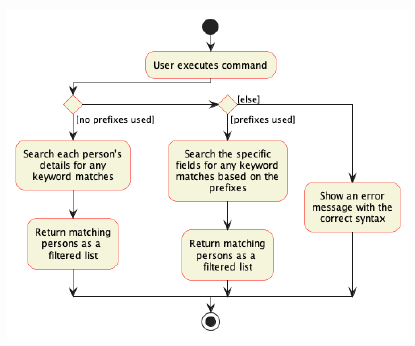 User executes command
[else]
[no prefixes used]
[prefixes used]
Search each person's
details for any
keyword matches
Search the specific
fields for any keyword
matches based on the
prefixes
Show an error
message with the
correct syntax
Return matching
persons as a
filtered list
Return matching
persons as a
filtered list